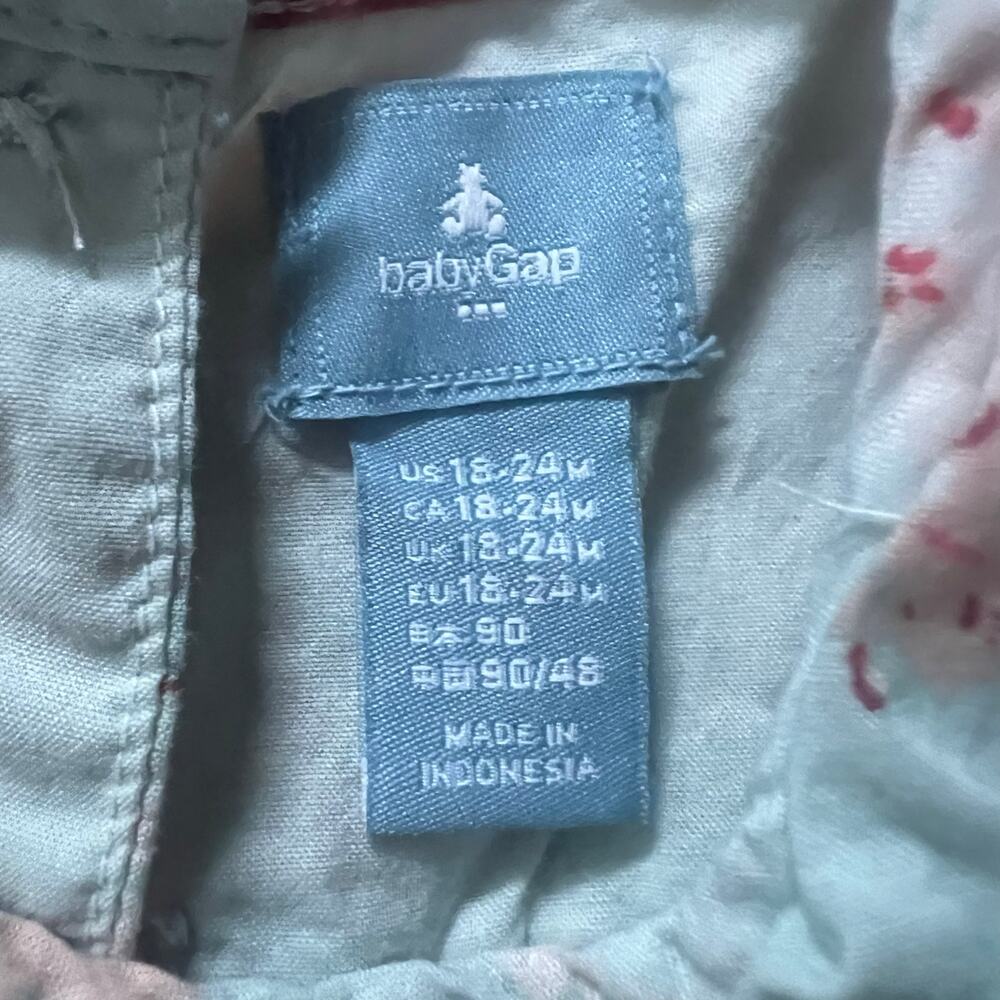 babyGap
US 18-24M
CA 18-24M
UK 18-24M
EU 18-24M
日本 90
中国 90/48
MADE IN
INDONESIA